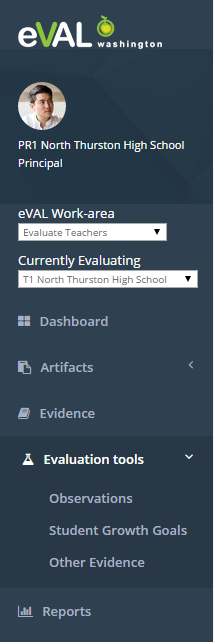 eVAL
washington
PR1 North Thurston High School
Principal
eVAL Work-area
Evaluate Teachers
Currently Evaluating
T1 North Thurston High School
Dashboard
Artifacts
Evidence
Evaluation tools
Observations
Student Growth Goals
Other Evidence
Reports